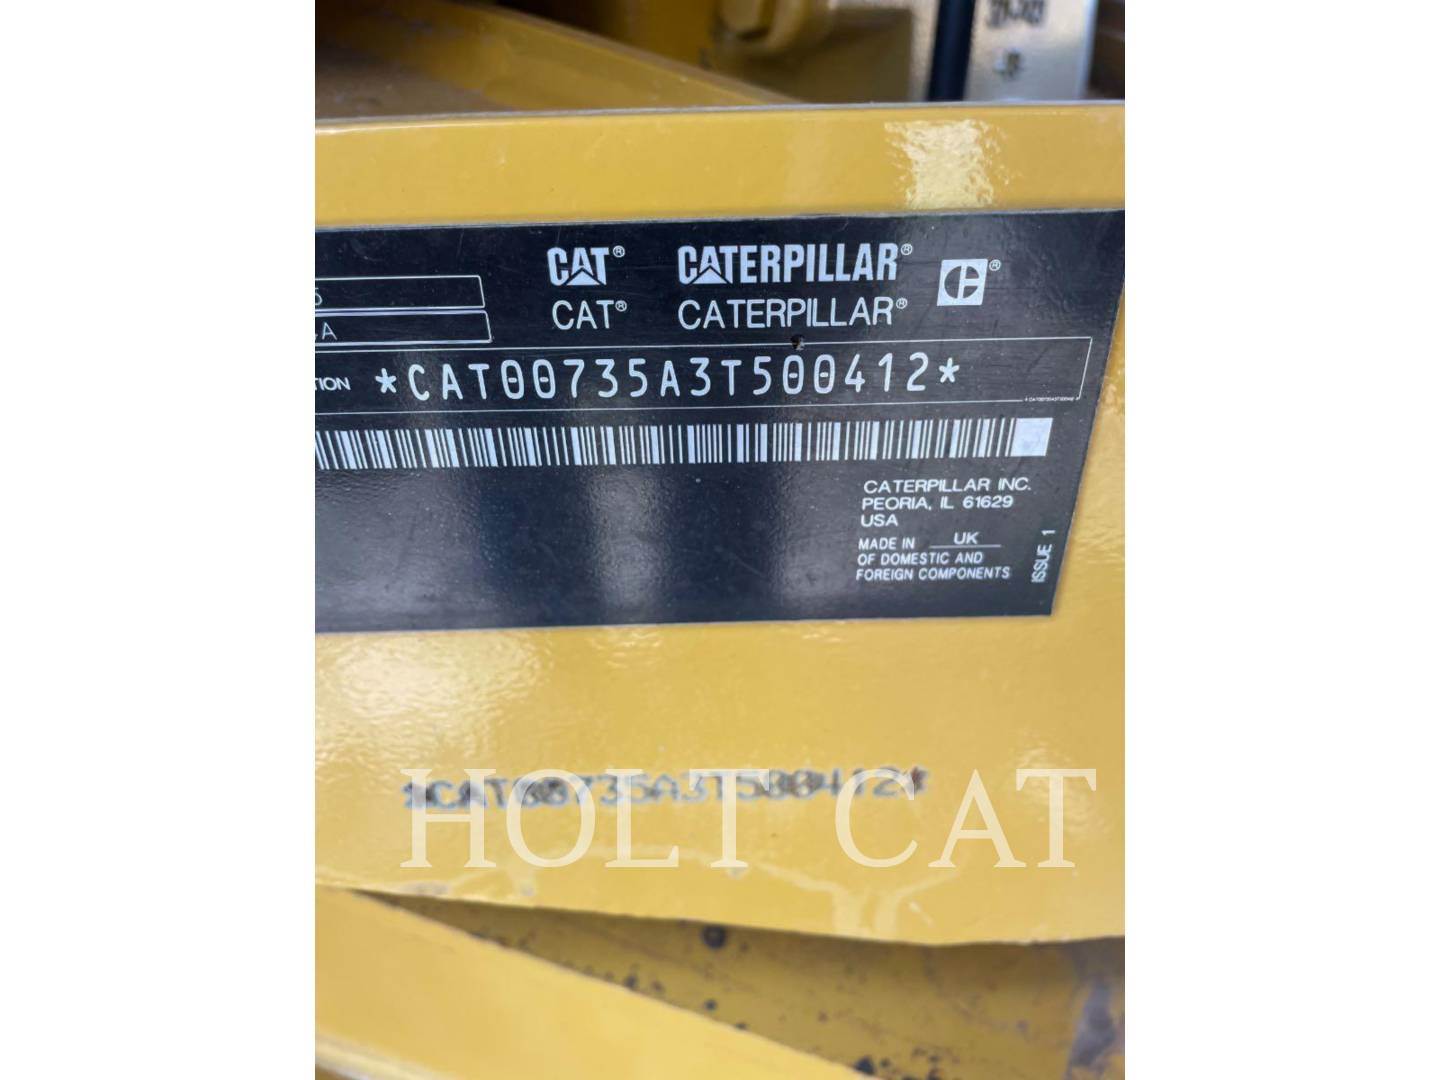 CAT® CATERPILLAR®
CAT® CATERPILLAR®
*CAT00735A3T500412*
CATERPILLAR INC.
PEORIA, IL 61629
USA
MADE IN UK
OF DOMESTIC AND
FOREIGN COMPONENTS
ISSUE 1
*CAT00735A3T500412*
HOLT CAT